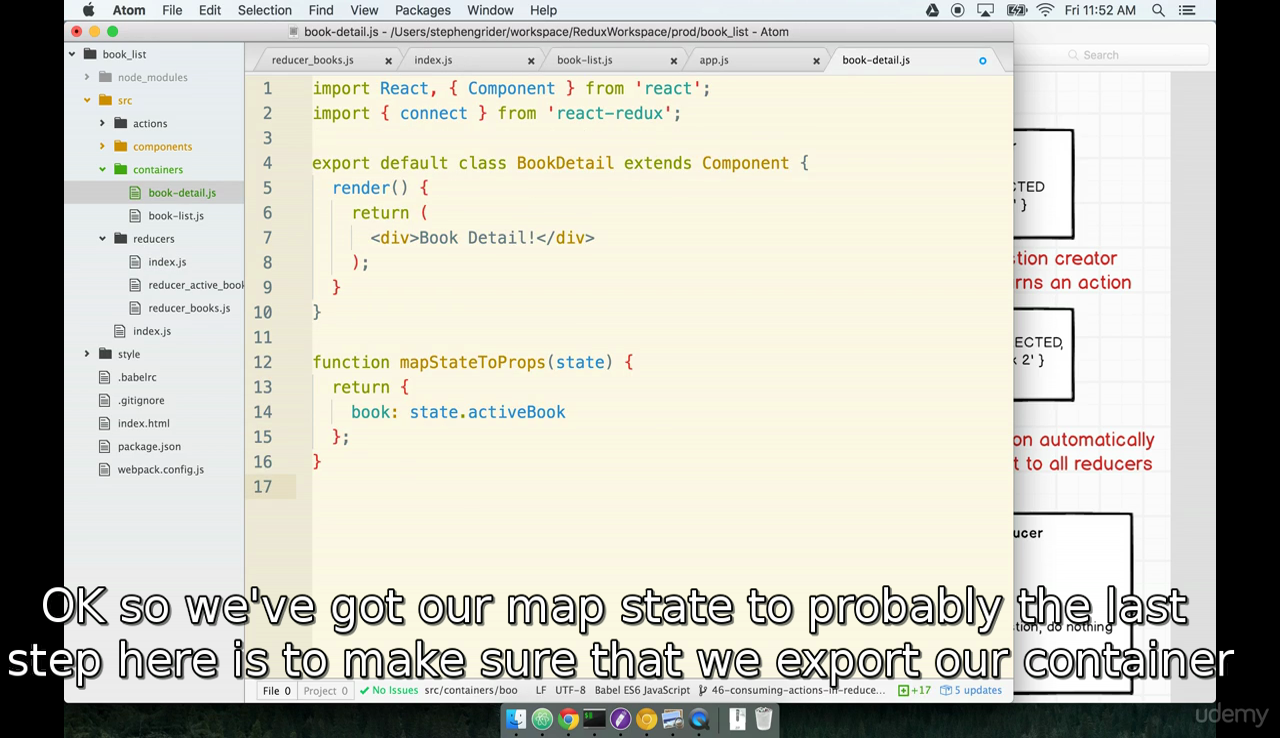 Atom File Edit Selection Find View Packages Window Help Fri 11:52 AM
book-detail.js - /Users/stephengrider/workspace/ReduxWorkspace/prod/book_list - Atom
Search
book_list
node_modules
src
actions
components
containers
book-detail.js
book-list.js
reducers
index.js
reducer_active_book
reducer_books.js
index.js
style
.babelrc
.gitignore
index.html
package.json
webpack.config.js
reducer_books.js index.js book-list.js app.js book-detail.js
1 import React, { Component } from 'react';
2 import { connect } from 'react-redux';
3
4 export default class BookDetail extends Component {
5 render() {
6 return (
7 <div>Book Detail!</div>
8 );
9 }
10 }
11
12 function mapStateToProps(state) {
13 return {
14 book: state.activeBook
15 };
16 }
17
CTED
' }
tion creator
rns an action
ECTED,
k 2' }
on automatically
t to all reducers
ucer
tion, do nothing
OK so we've got our map state to probably the last
step here is to make sure that we export our container
File 0 Project 0 No Issues src/containers/boo LF UTF-8 Babel ES6 JavaScript 46-consuming-actions-in-reduce... +17 5 updates
udemy